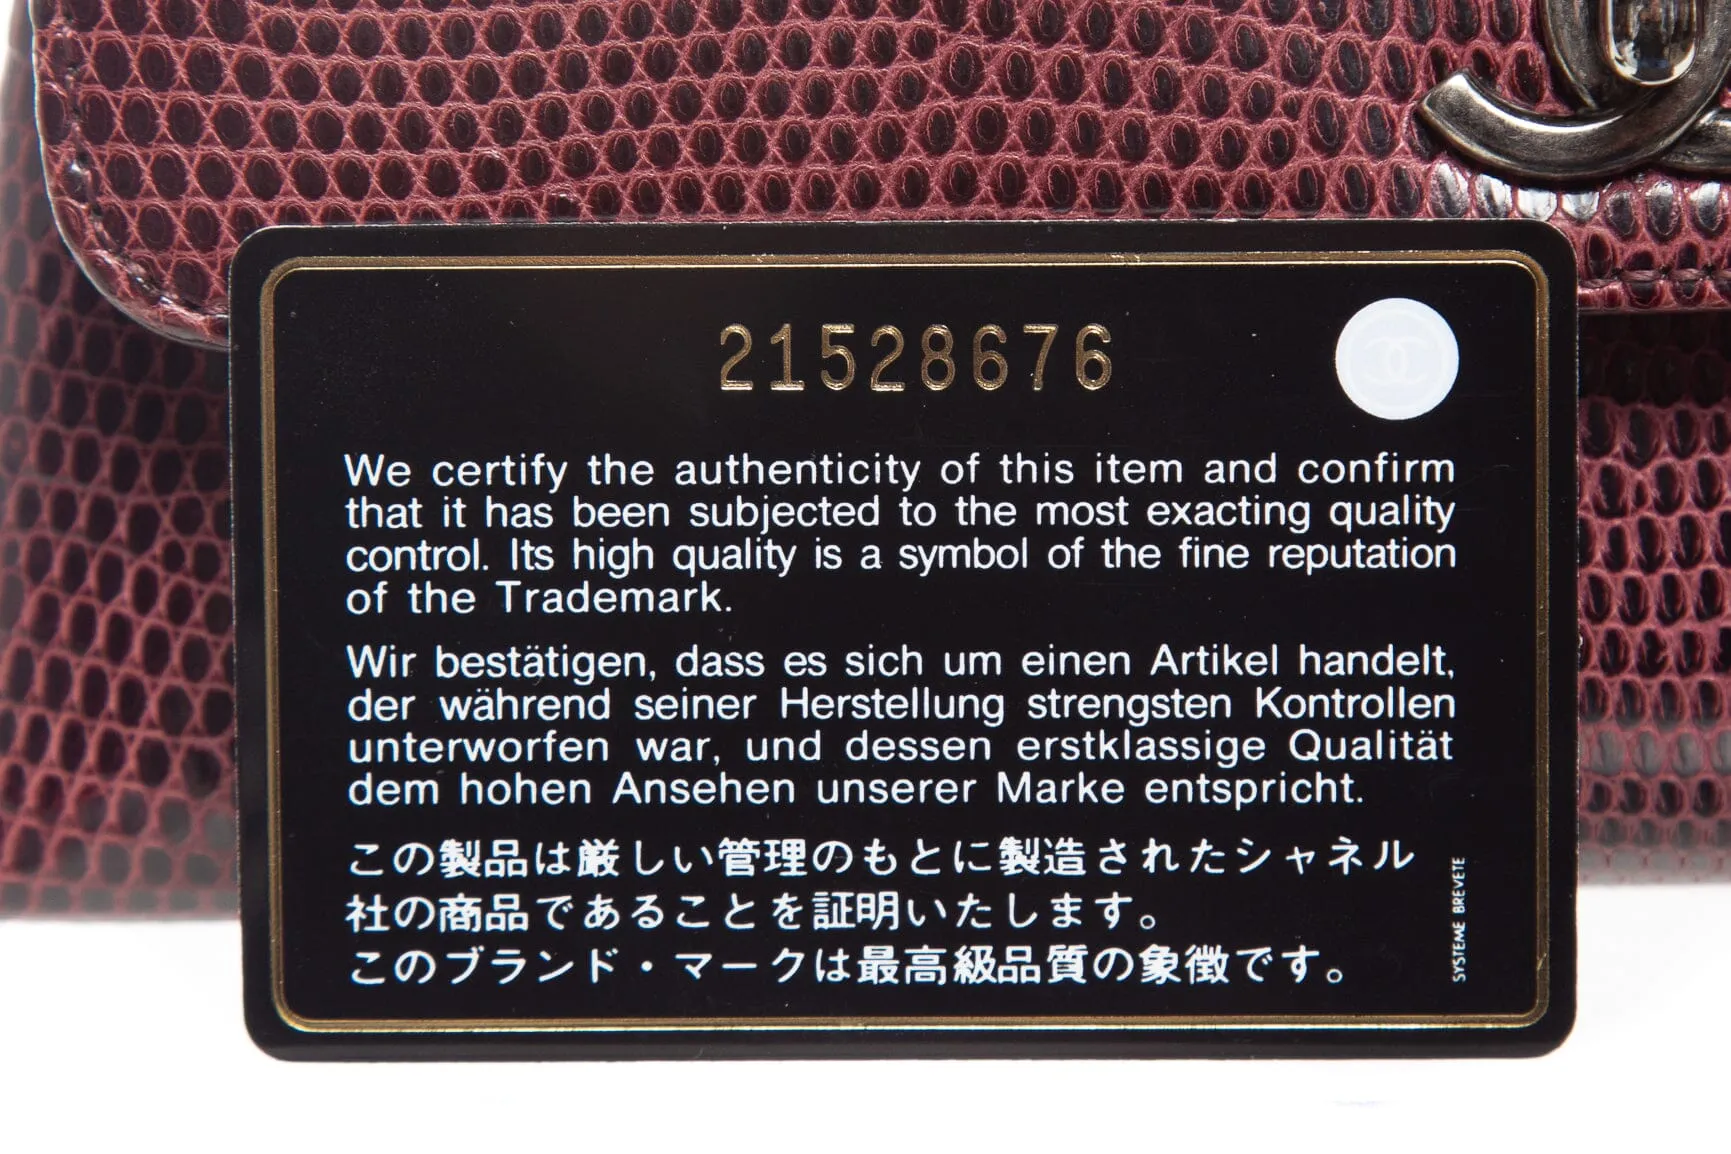 21528676
We certify the authenticity of this item and confirm
that it has been subjected to the most exacting quality
control. Its high quality is a symbol of the fine reputation
of the Trademark.
Wir bestätigen, dass es sich um einen Artikel handelt,
der während seiner Herstellung strengsten Kontrollen
unterworfen war, und dessen erstklassige Qualität
dem hohen Ansehen unserer Marke entspricht.
この製品は厳しい管理のもとに製造されたシャネル
社の商品であることを証明いたします。
このブランド・マークは最高級品質の象徴です。
SYSTEME BREVETE